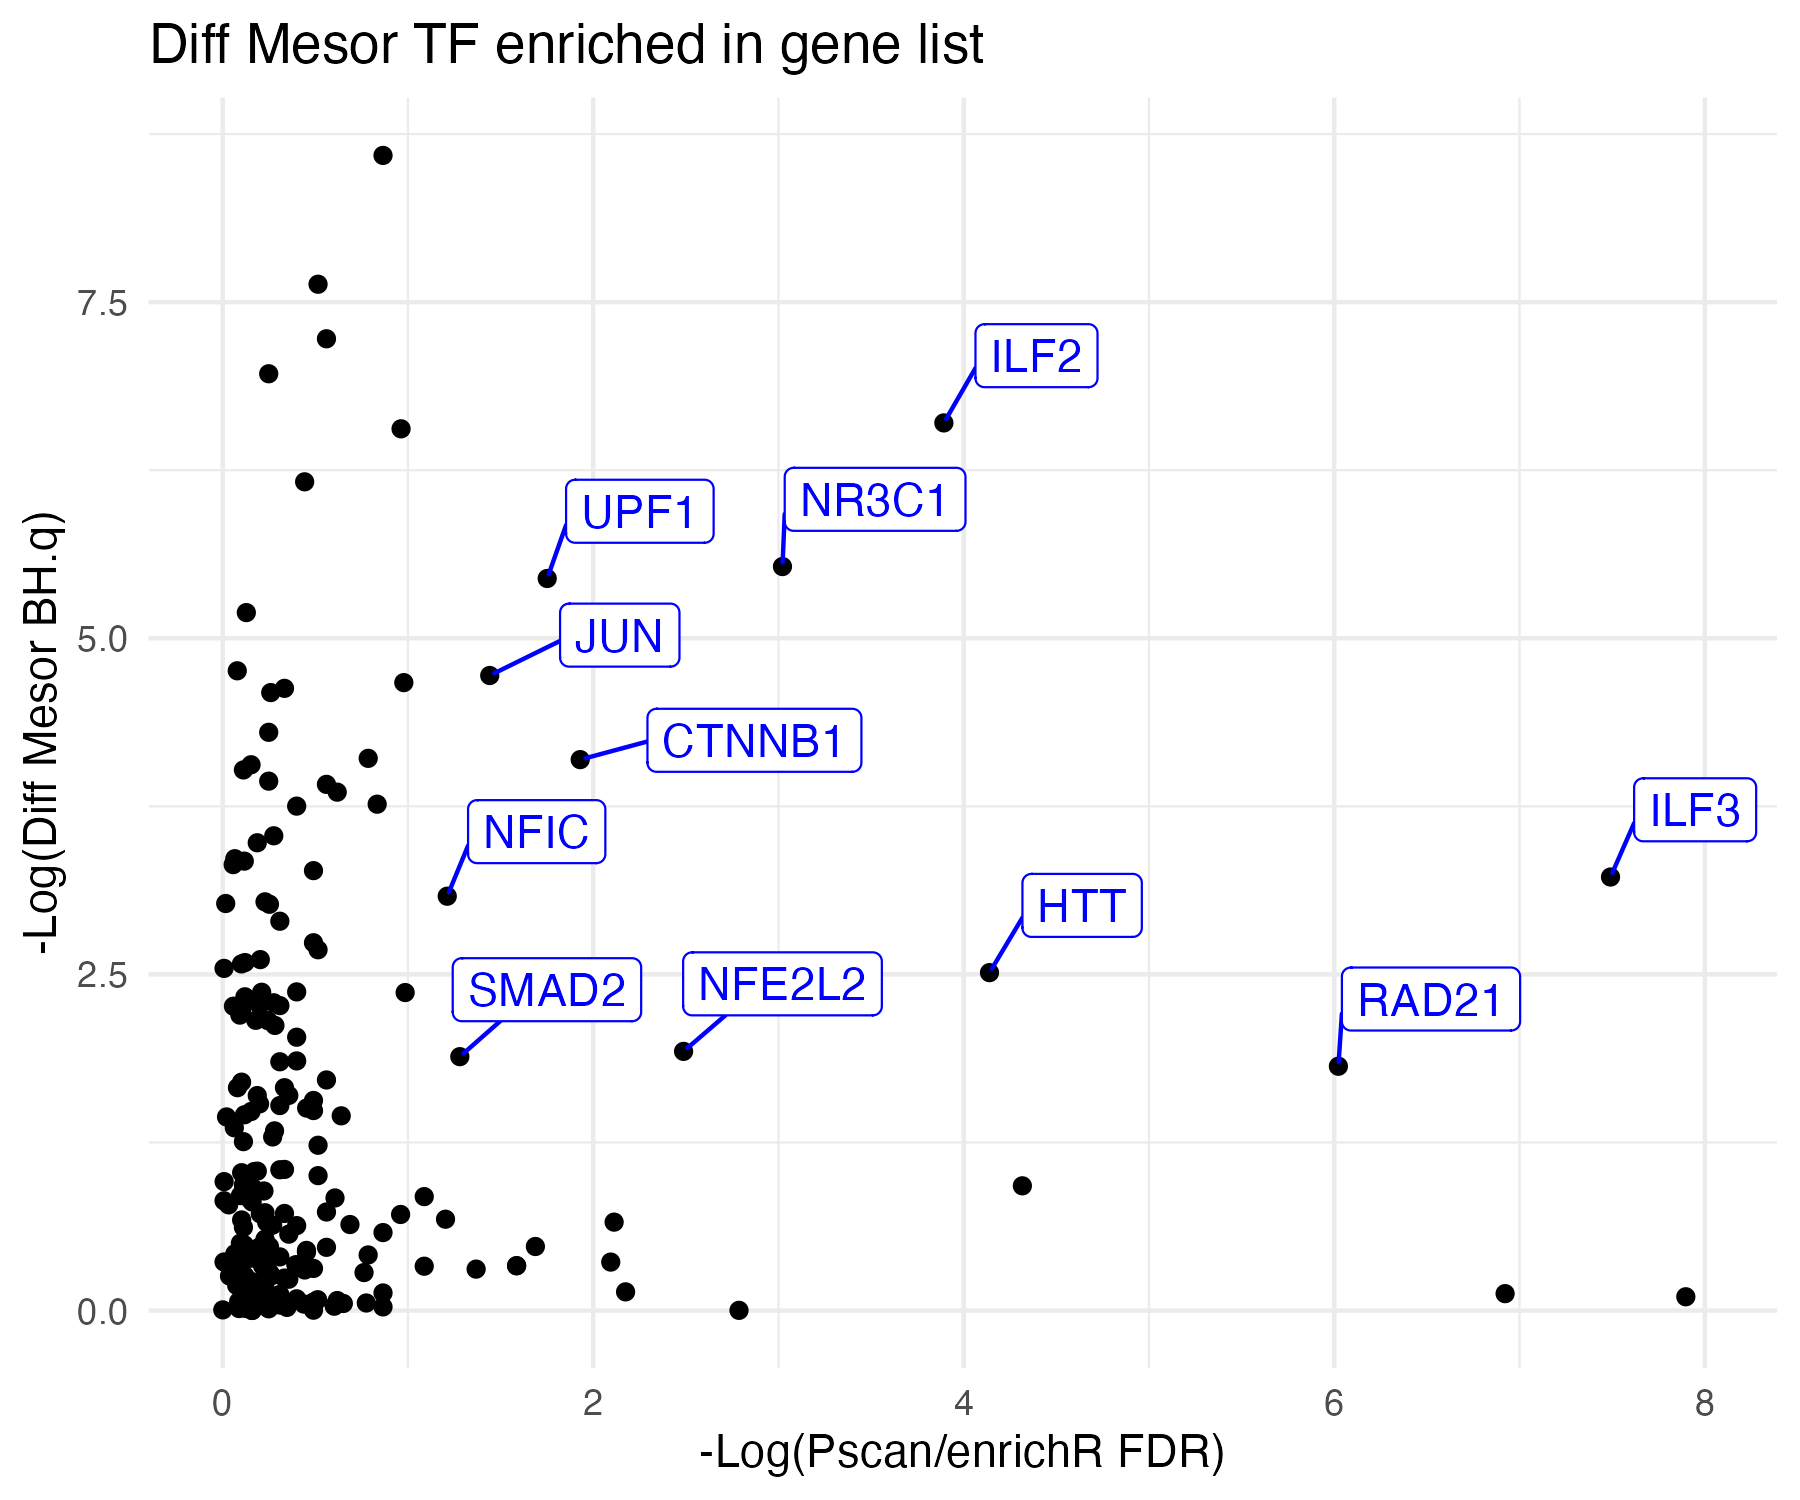 Diff Mesor TF enriched in gene list
-Log(Diff Mesor BH.q)
7.5
5.0
2.5
0.0
ILF2
NR3C1
UPF1
JUN
CTNNB1
ILF3
NFIC
HTT
NFE2L2
SMAD2
RAD21
0
2
4
6
8
-Log(Pscan/enrichR FDR)